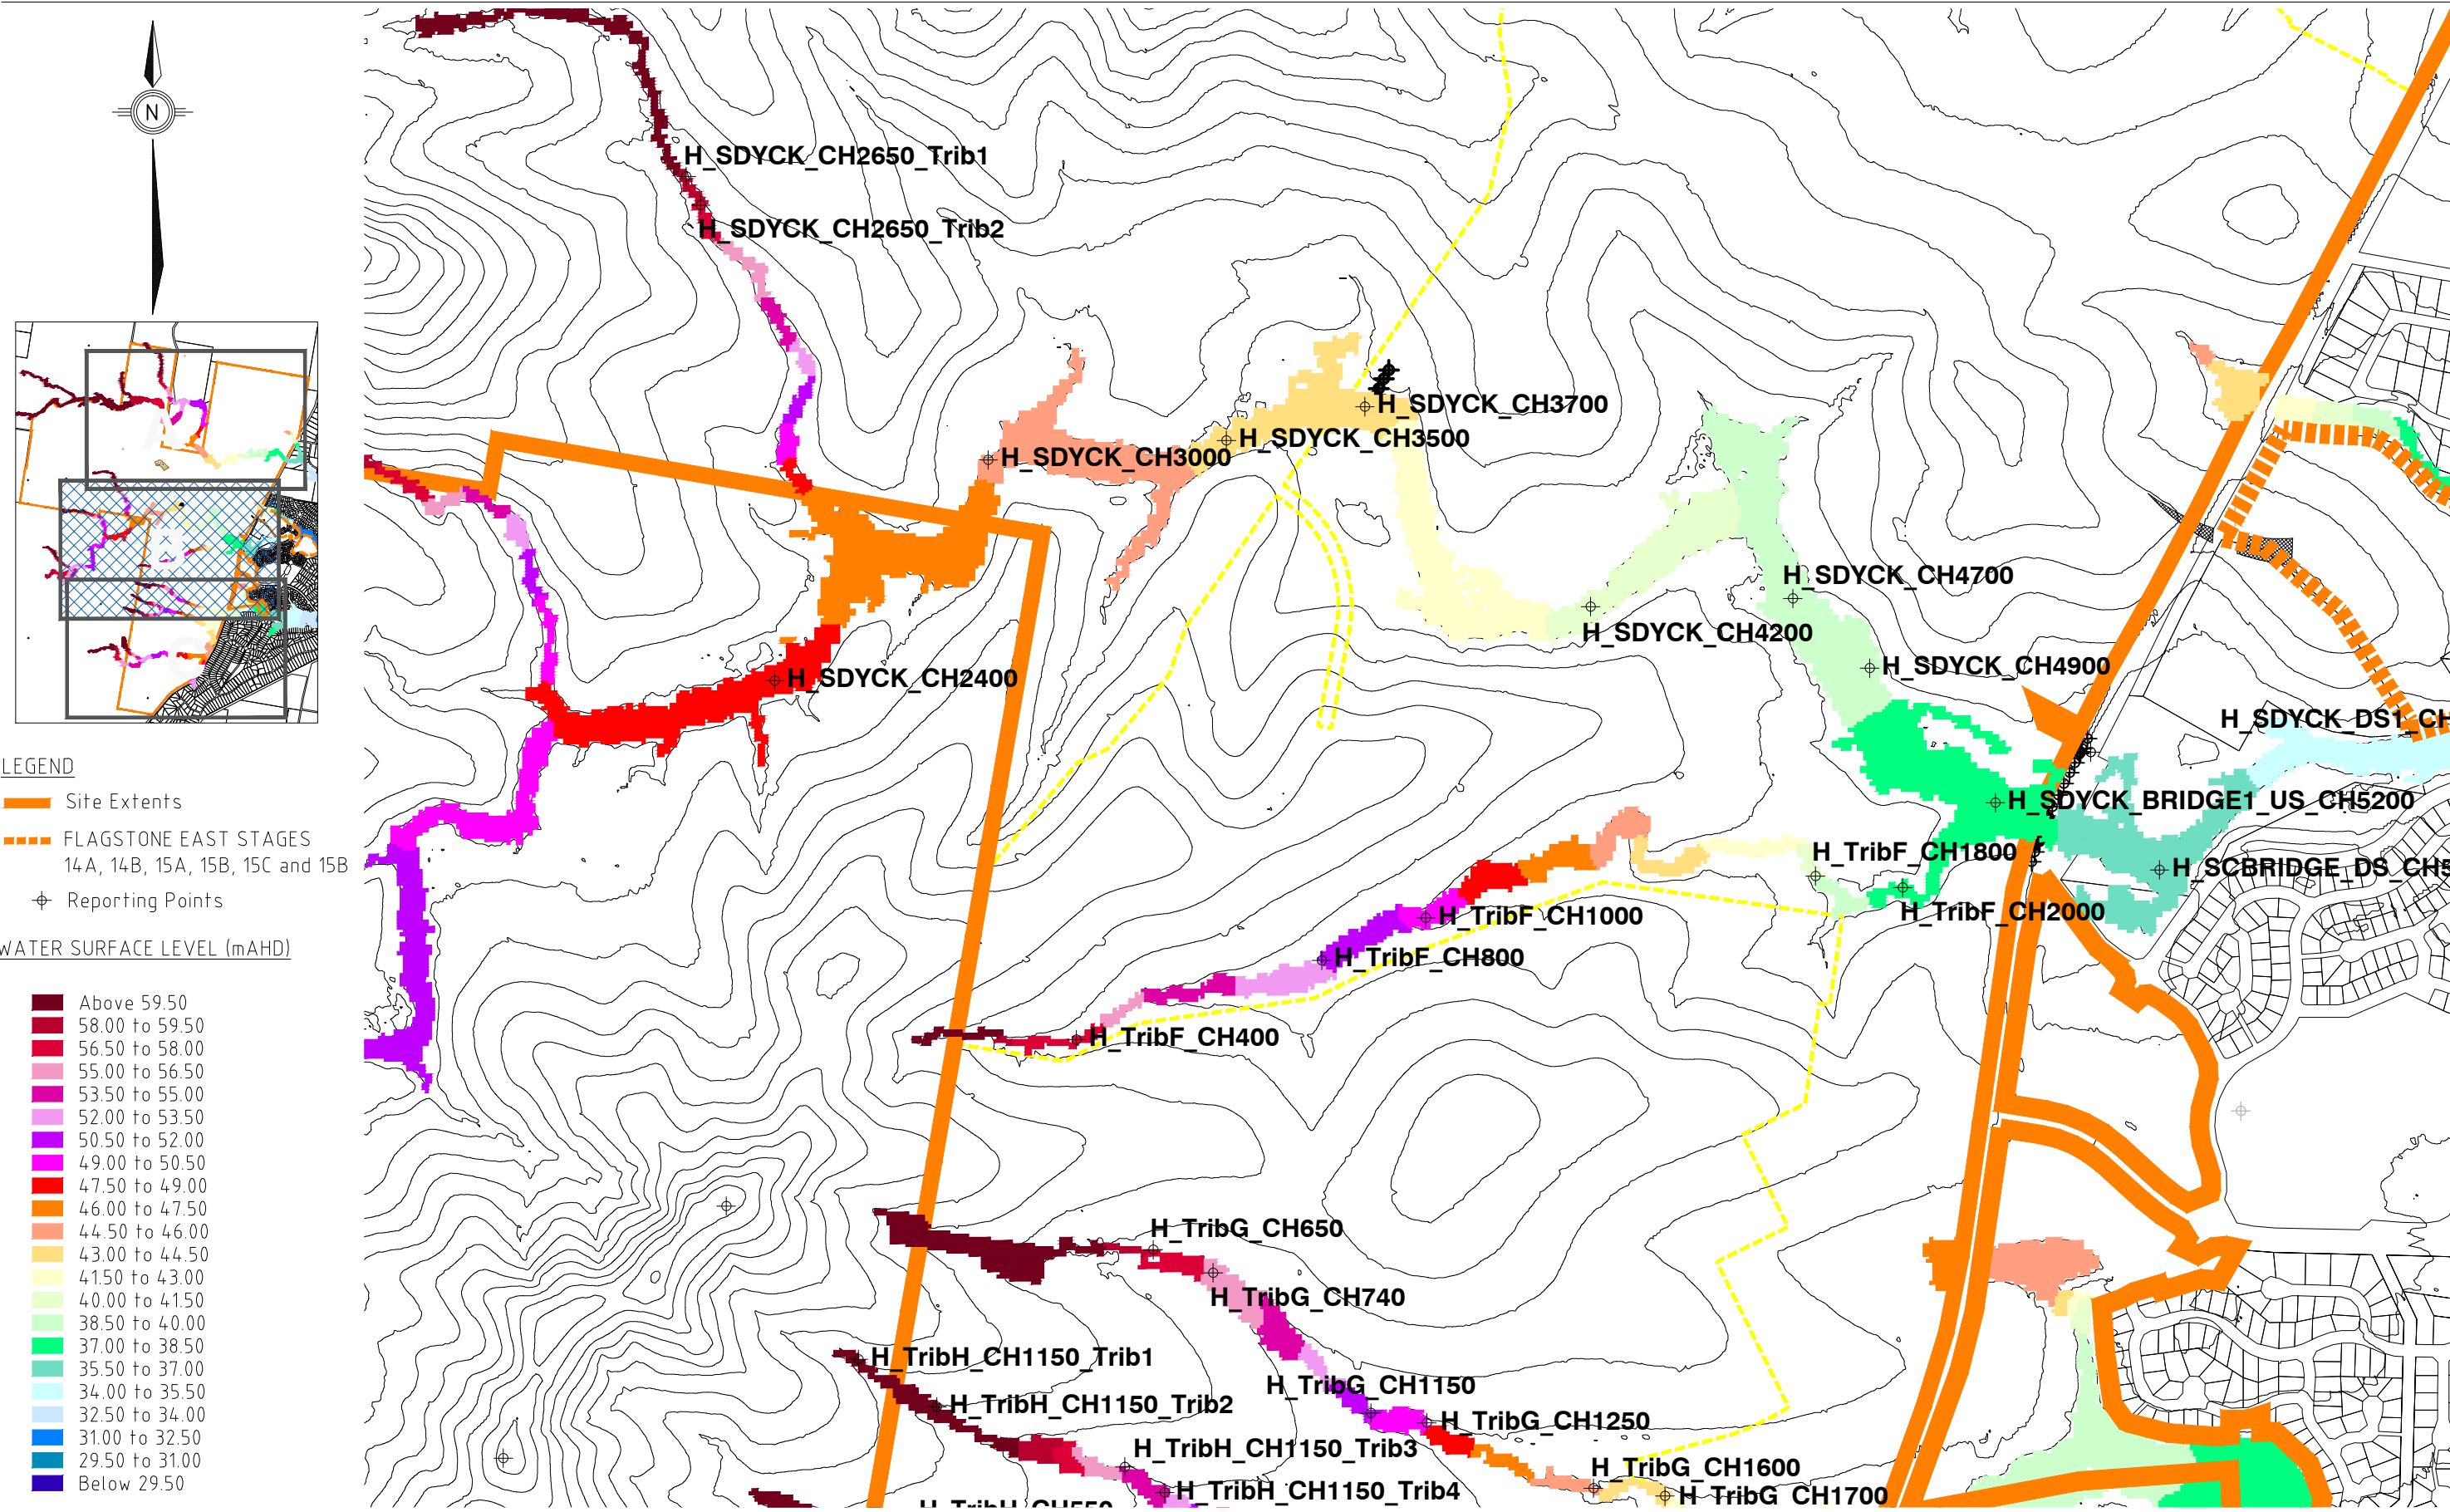 N
LEGEND
Site Extents
FLAGSTONE EAST STAGES
14A, 14B, 15A, 15B, 15C and 15B
Reporting Points
WATER SURFACE LEVEL (mAHD)
Above 59.50
58.00 to 59.50
56.50 to 58.00
55.00 to 56.50
53.50 to 55.00
52.00 to 53.50
50.50 to 52.00
49.00 to 50.50
47.50 to 49.00
46.00 to 47.50
44.50 to 46.00
43.00 to 44.50
41.50 to 43.00
40.00 to 41.50
38.50 to 40.00
37.00 to 38.50
35.50 to 37.00
34.00 to 35.50
32.50 to 34.00
31.00 to 32.50
29.50 to 31.00
Below 29.50
H_SDYCK_CH2650_Trib1
H_SDYCK_CH2650_Trib2
H_SDYCK_CH3700
H_SDYCK_CH3500
H_SDYCK_CH3000
H_SDYCK_CH4700
H_SDYCK_CH4200
H_SDYCK_CH4900
H_SDYCK_CH2400
H_SDYCK_DS1_CH
H_SDYCK_BRIDGE1_US_CH5200
H_TribF_CH1800
H_SCBRIDGE_DS_CH5
H_TribF_CH2000
H_TribF_CH1000
H_TribF_CH800
H_TribF_CH400
H_TribG_CH650
H_TribG_CH740
H_TribH_CH1150_Trib1
H_TribG_CH1150
H_TribH_CH1150_Trib2
H_TribG_CH1250
H_TribH_CH1150_Trib3
H_TribG_CH1600
H_TribH_CH1150_Trib4
H_TribG_CH1700
H_TribH_CH550